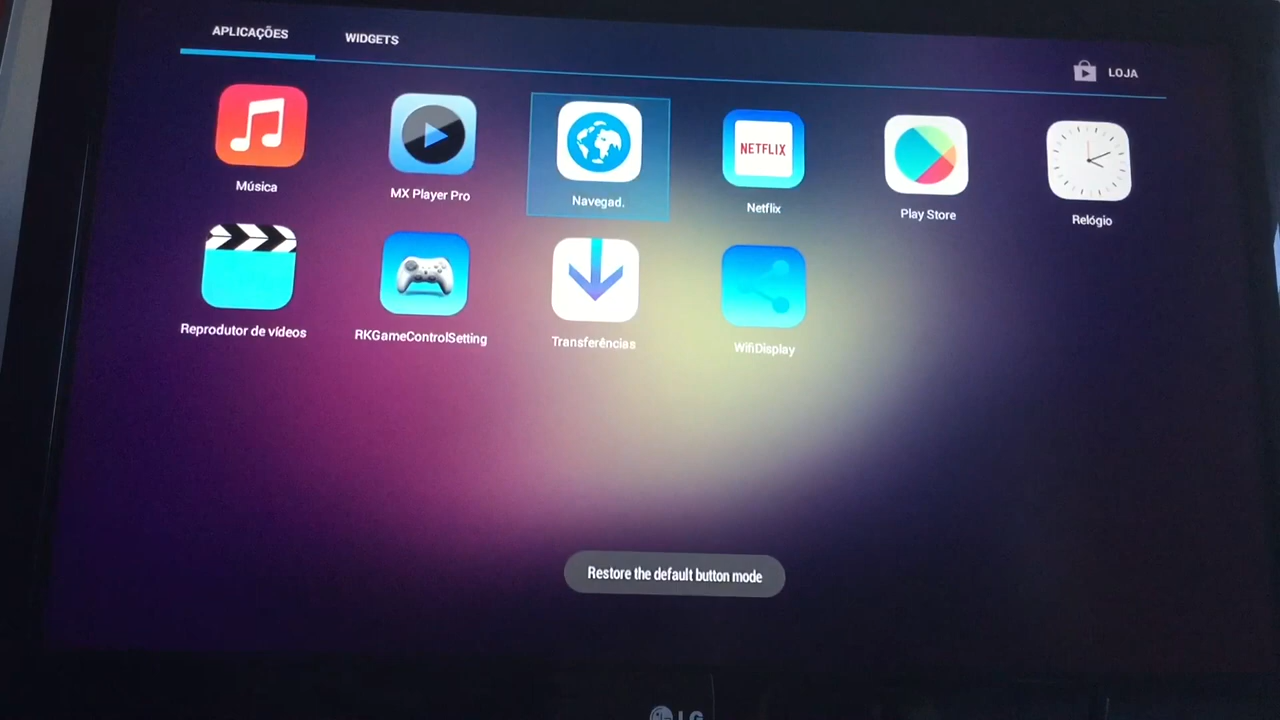 APLICAÇÕES
WIDGETS
LOJA
Música
MX Player Pro
Navegad.
NETFLIX
Netflix
Play Store
Relógio
Reprodutor de vídeos
RKGameControlSetting
Transferências
WifiDisplay
Restore the default button mode
LG